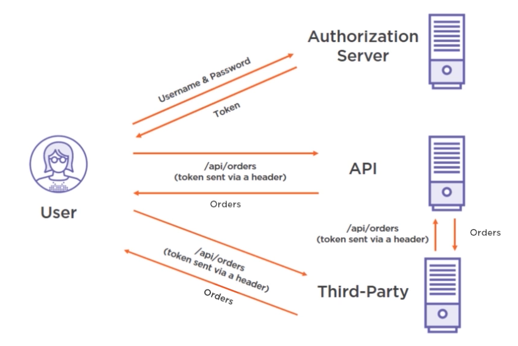 Authorization
Server
Username & Password
Token
/api/orders
(token sent via a header)
API
Orders
User
/api/orders
(token sent via a header)
Orders
/api/orders
(token sent via a header)
Orders
Third-Party